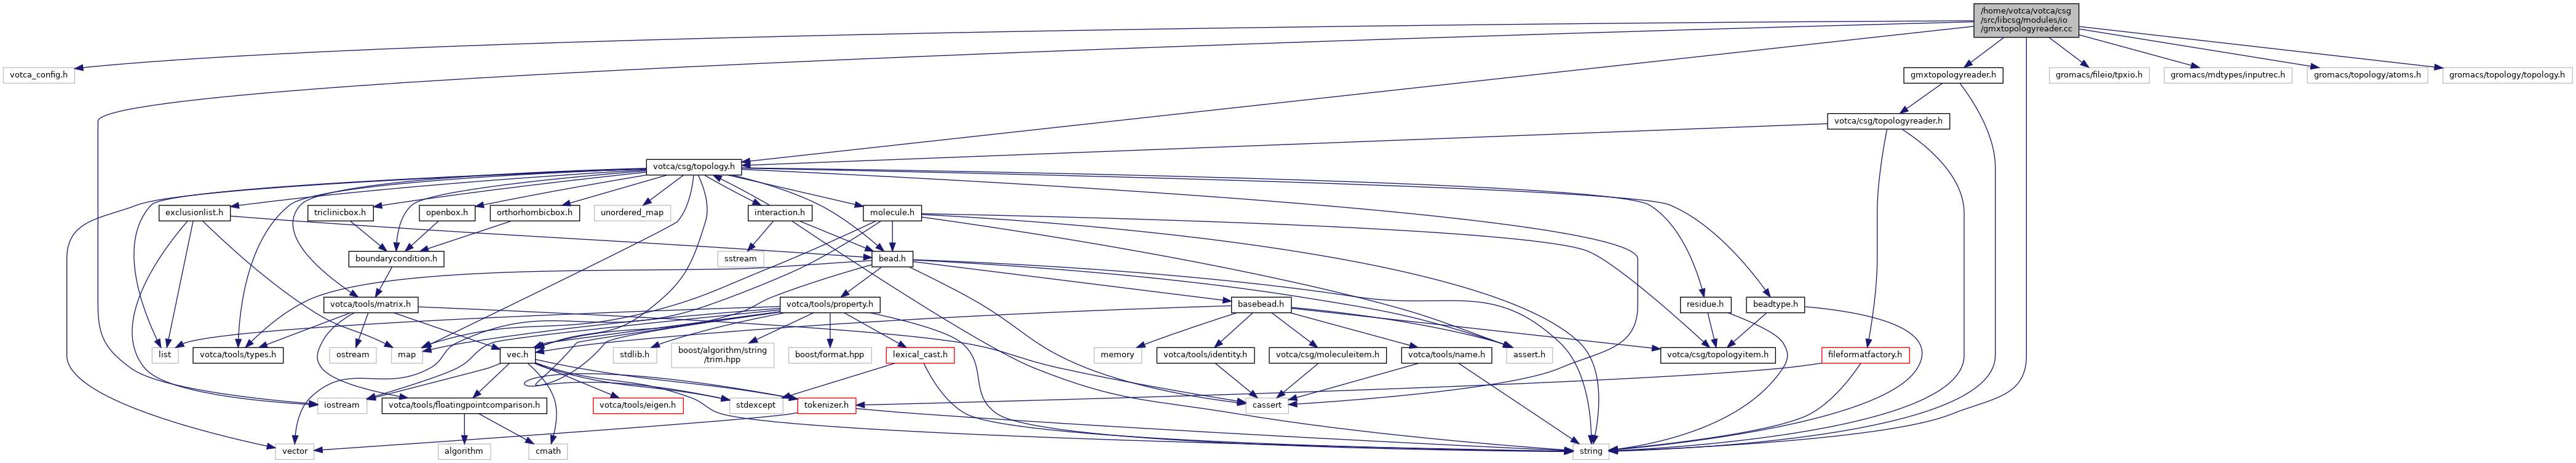 /home/votca/votca/csg
/src/libcsg/modules/io
/gmxtopologyreader.cc
votca_config.h
gmxtopologyreader.h
gromacs/fileio/tpxio.h
gromacs/mdtypes/inputrec.h
gromacs/topology/atoms.h
gromacs/topology/topology.h
votca/csg/topologyreader.h
votca/csg/topology.h
exclusionlist.h
triclinicbox.h
openbox.h
orthorhombicbox.h
unordered_map
interaction.h
molecule.h
boundarycondition.h
sstream
bead.h
votca/tools/matrix.h
votca/tools/property.h
basebead.h
residue.h
beadtype.h
list
votca/tools/types.h
ostream
map
vec.h
stdlib.h
boost/algorithm/string
/trim.hpp
boost/format.hpp
lexical_cast.h
memory
votca/tools/identity.h
votca/csg/moleculeitem.h
votca/tools/name.h
assert.h
votca/csg/topologyitem.h
fileformatfactory.h
iostream
votca/tools/floatingpointcomparison.h
votca/tools/eigen.h
stdexcept
tokenizer.h
cassert
vector
algorithm
cmath
string